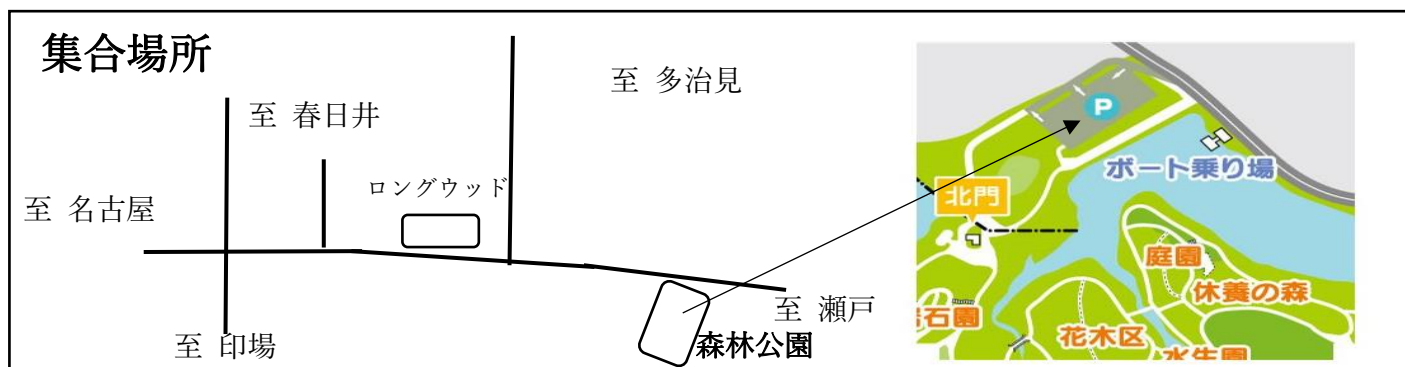 集合場所
至 多治見
至 春日井
ロングウッド
至 名古屋
至 瀬戸
森林公園
至 印場
P
ボート乗り場
北門
庭園
休養の森
石園
花木区
水生園